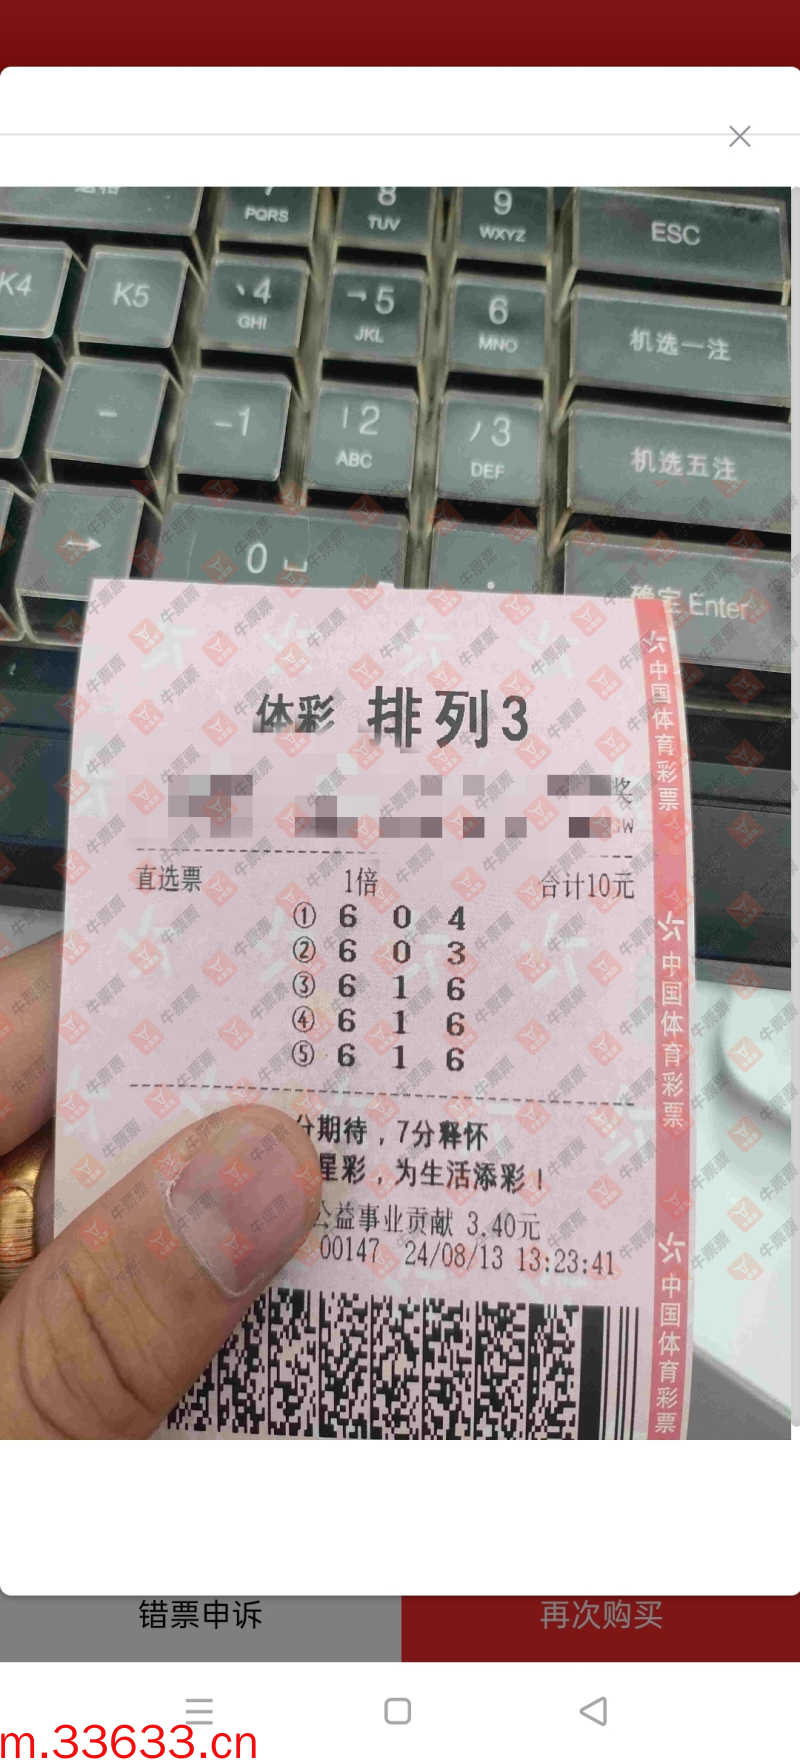 7
PQRS
8
TUV
9
WXYZ
ESC
K4
K5
4
GHI
5
JKL
6
MNO
机选一注
-
-1
2
ABC
3
DEF
机选五注
→
0
.
确定 Enter
体彩 排列3
奖
直选票 1倍 合计10元
① 6 0 4
② 6 0 3
③ 6 1 6
④ 6 1 6
⑤ 6 1 6
分期待，7分释怀
星彩，为生活添彩！
公益事业贡献 3.40元
00147 24/08/13 13:23:41
中国体育彩票
中国体育彩票
中国体育彩票
牛票票
错票申诉
再次购买
m.33633.cn